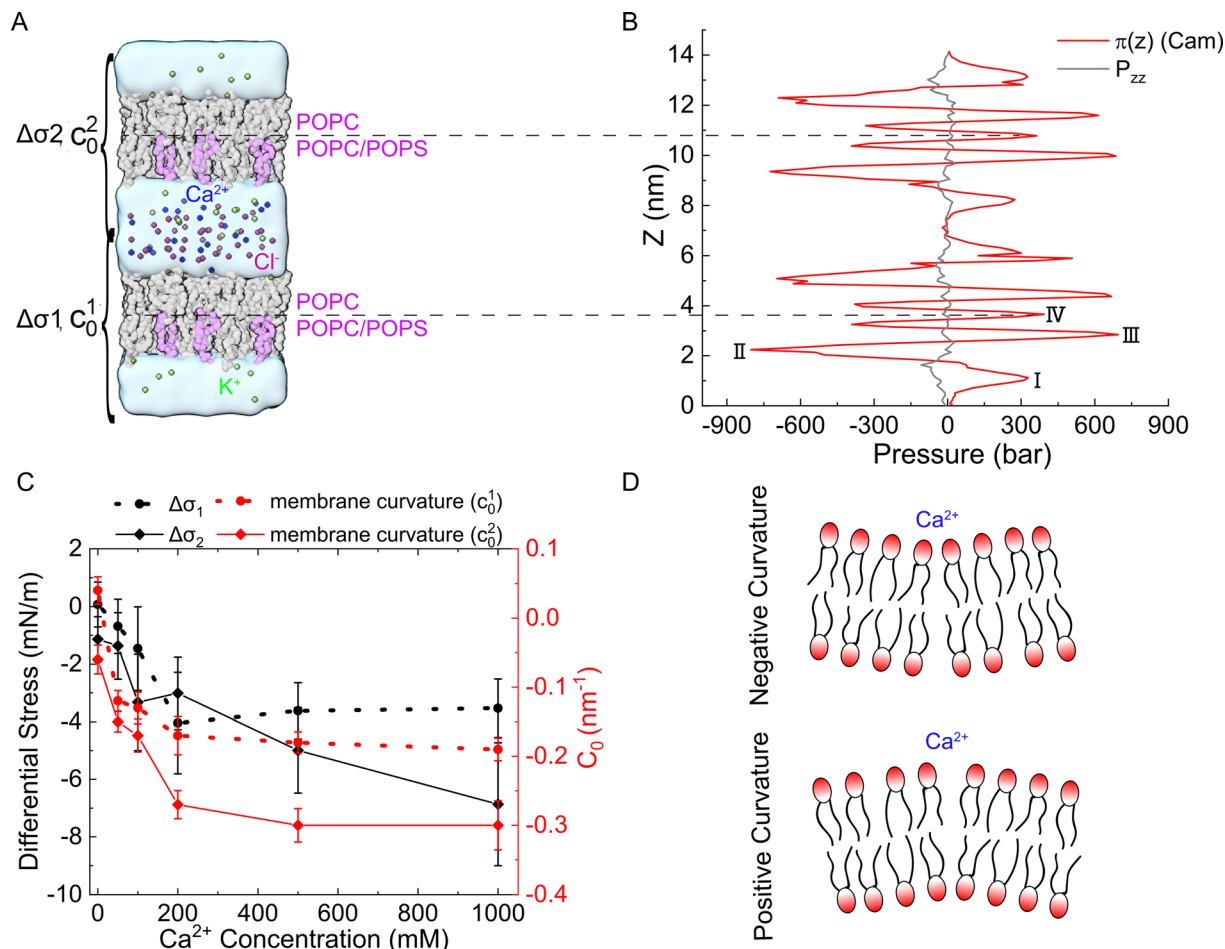 A
Δσ2, C₀²
POPC
POPC/POPS
Ca²⁺
Cl⁻
Δσ1, C₀¹
POPC
POPC/POPS
K⁺
B
π(z) (Cam)
P_zz
Z (nm)
14
12
10
8
6
4
2
0
IV
III
II
I
-900 -600 -300 0 300 600 900
Pressure (bar)
C
Δσ₁ membrane curvature (c₀¹)
Δσ₂ membrane curvature (c₀²)
Differential Stress (mN/m)
2
0
-2
-4
-6
-8
-10
0.1
0.0
-0.1
-0.2
-0.3
-0.4
C₀ (nm⁻¹)
0 200 400 600 800 1000
Ca²⁺ Concentration (mM)
D
Negative Curvature
Ca²⁺
Positive Curvature
Ca²⁺